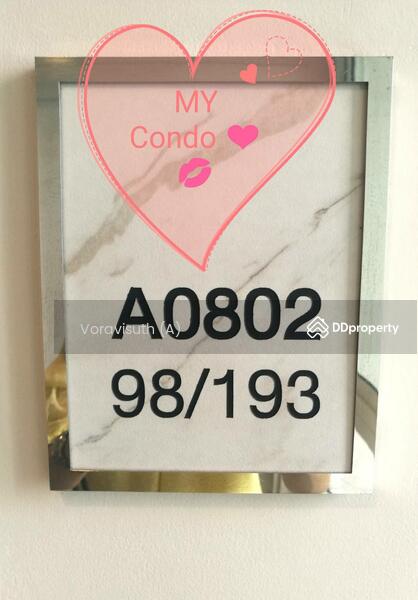 MY
Condo
A0802
Voravisuth (A)
DDproperty
98/193